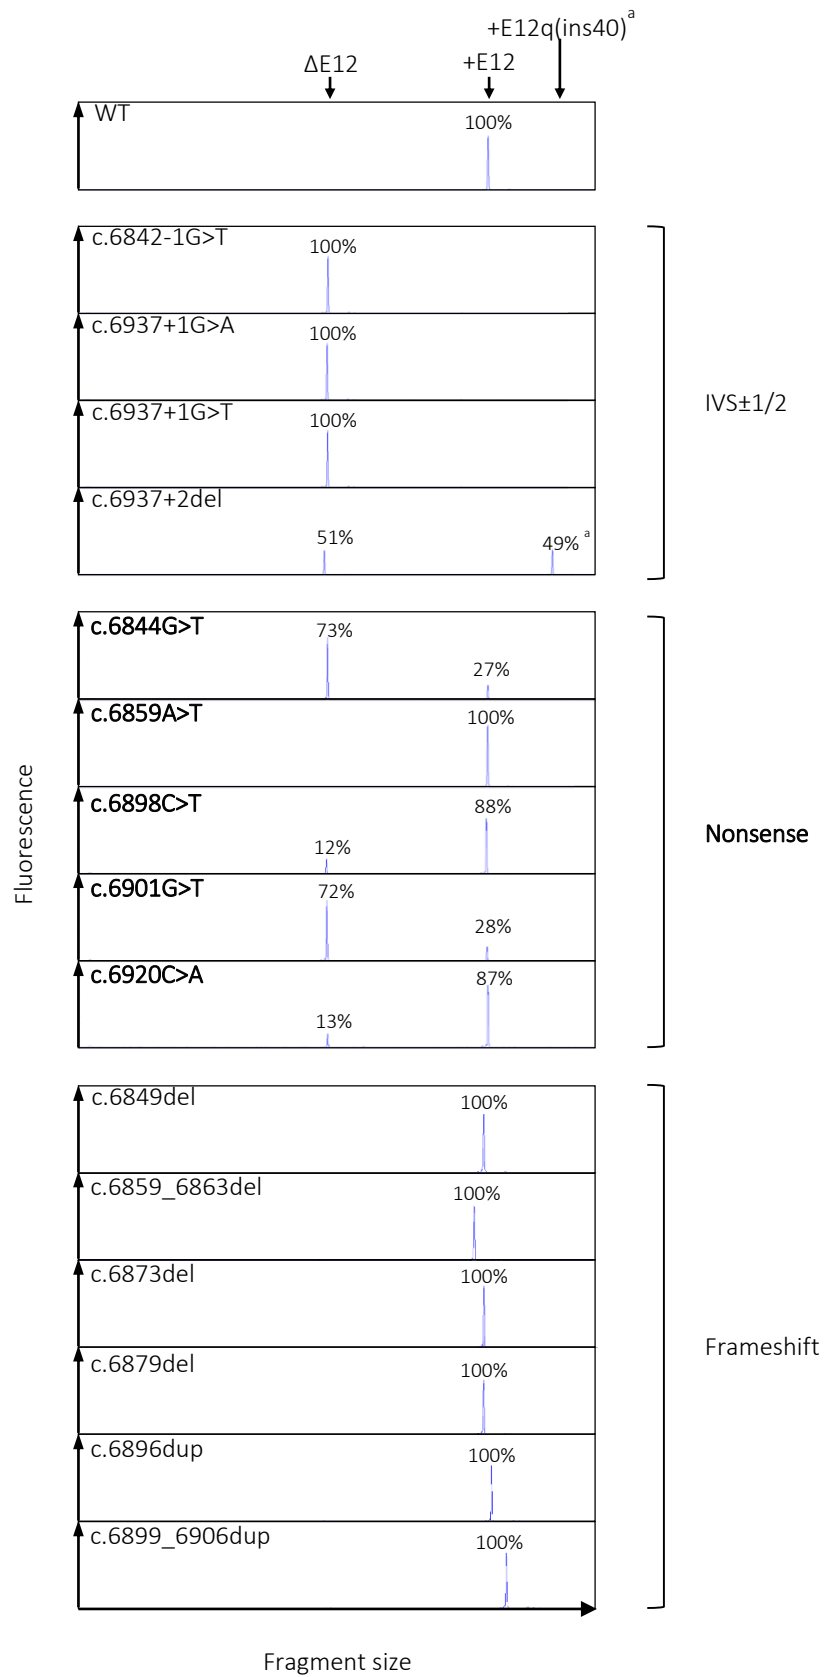 +E12q(ins40)a
ΔE12
+E12
WT
100%
c.6842-1G>T
100%
c.6937+1G>A
100%
c.6937+1G>T
100%
c.6937+2del
51%
49% a
IVS±1/2
c.6844G>T
73%
27%
c.6859A>T
100%
c.6898C>T
88%
12%
c.6901G>T
72%
28%
c.6920C>A
87%
13%
Nonsense
Fluorescence
c.6849del
100%
c.6859_6863del
100%
c.6873del
100%
c.6879del
100%
c.6896dup
100%
c.6899_6906dup
100%
Frameshift
Fragment size